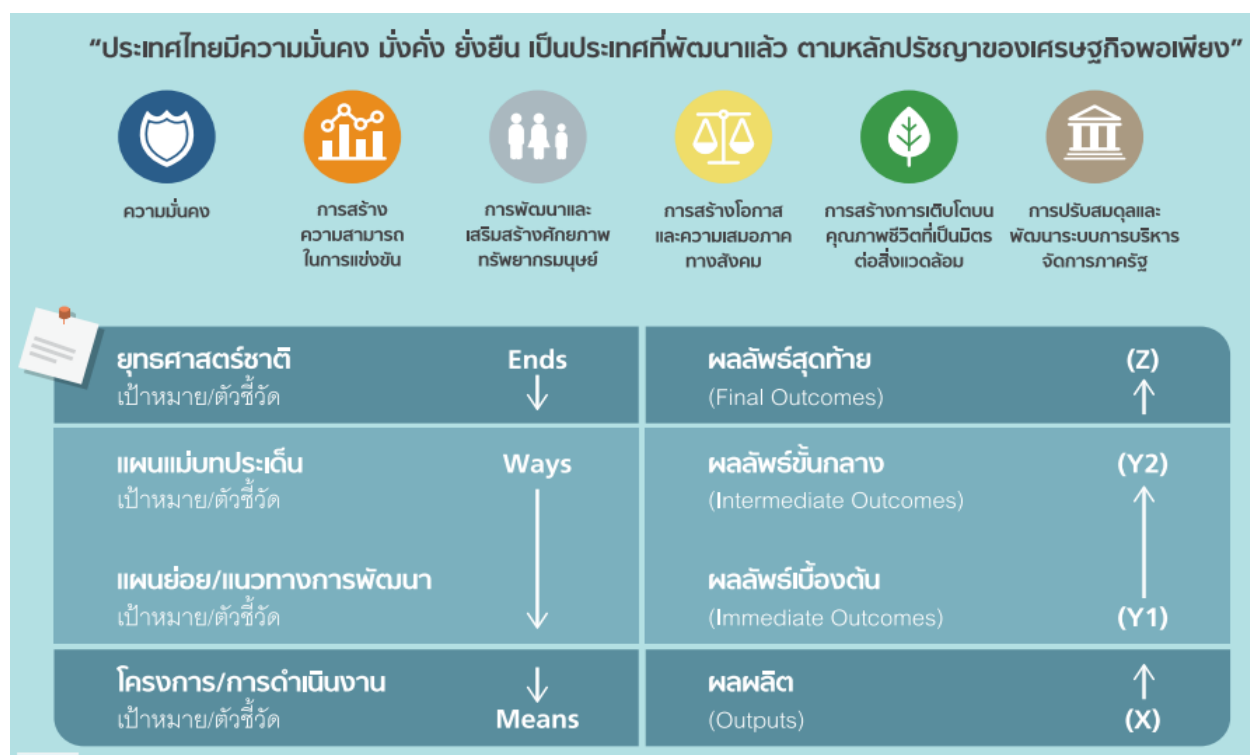 “ประเทศไทยมีความมั่นคง มั่งคั่ง ยั่งยืน เป็นประเทศที่พัฒนาแล้ว ตามหลักปรัชญาของเศรษฐกิจพอเพียง”
ความมั่นคง
การสร้าง
ความสามารถ
ในการแข่งขัน
การพัฒนาและ
เสริมสร้างศักยภาพ
ทรัพยากรมนุษย์
การสร้างโอกาส
และความเสมอภาค
ทางสังคม
การสร้างการเติบโตบน
คุณภาพชีวิตที่เป็นมิตร
ต่อสิ่งแวดล้อม
การปรับสมดุลและ
พัฒนาระบบการบริหาร
จัดการภาครัฐ
ยุทธศาสตร์ชาติ Ends ผลลัพธ์สุดท้าย (Z)
เป้าหมาย/ตัวชี้วัด (Final Outcomes)
แผนแม่บทประเด็น Ways ผลลัพธ์ขั้นกลาง (Y2)
เป้าหมาย/ตัวชี้วัด (Intermediate Outcomes)
แผนย่อย/แนวทางการพัฒนา ผลลัพธ์เบื้องต้น
เป้าหมาย/ตัวชี้วัด (Immediate Outcomes) (Y1)
โครงการ/การดำเนินงาน ผลผลิต
เป้าหมาย/ตัวชี้วัด Means (Outputs) (X)